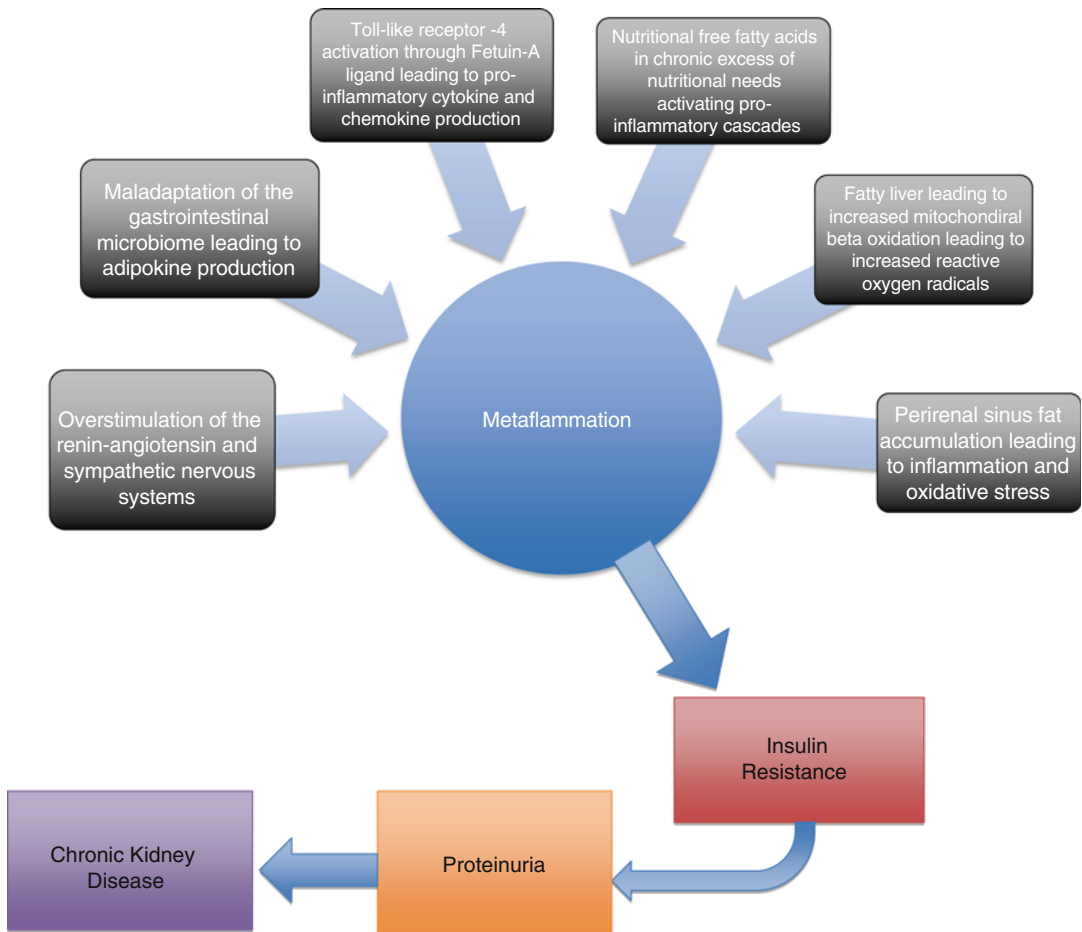 Toll-like receptor -4
activation through Fetuin-A
ligand leading to pro-
inflammatory cytokine and
chemokine production
Nutritional free fatty acids
in chronic excess of
nutritional needs
activating pro-
inflammatory cascades
Maladaptation of the
gastrointestinal
microbiome leading to
adipokine production
Fatty liver leading to
increased mitochondiral
beta oxidation leading to
increased reactive
oxygen radicals
Overstimulation of the
renin-angiotensin and
sympathetic nervous
systems
Metaflammation
Perirenal sinus fat
accumulation leading
to inflammation and
oxidative stress
Insulin
Resistance
Proteinuria
Chronic Kidney
Disease